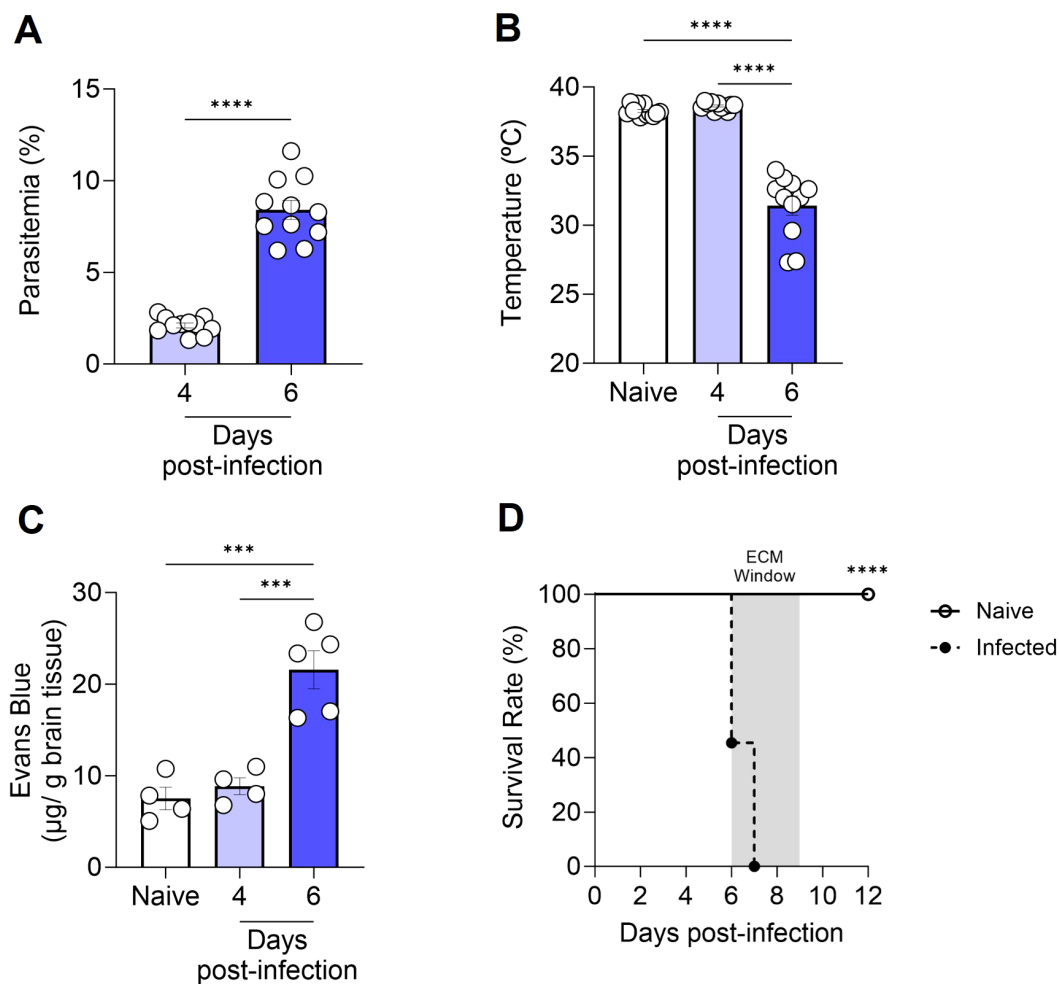 A
****
15
10
5
0
Parasitemia (%)
4
6
Days
post-infection
B
****
****
40
35
30
25
20
Temperature (ºC)
Naive
4
6
Days
post-infection
C
***
***
30
20
10
0
Evans Blue
(µg/ g brain tissue)
Naive
4
6
Days
post-infection
D
ECM
Window
****
100
80
60
40
20
0
Survival Rate (%)
0
2
4
6
8
10
12
Days post-infection
Naive
Infected